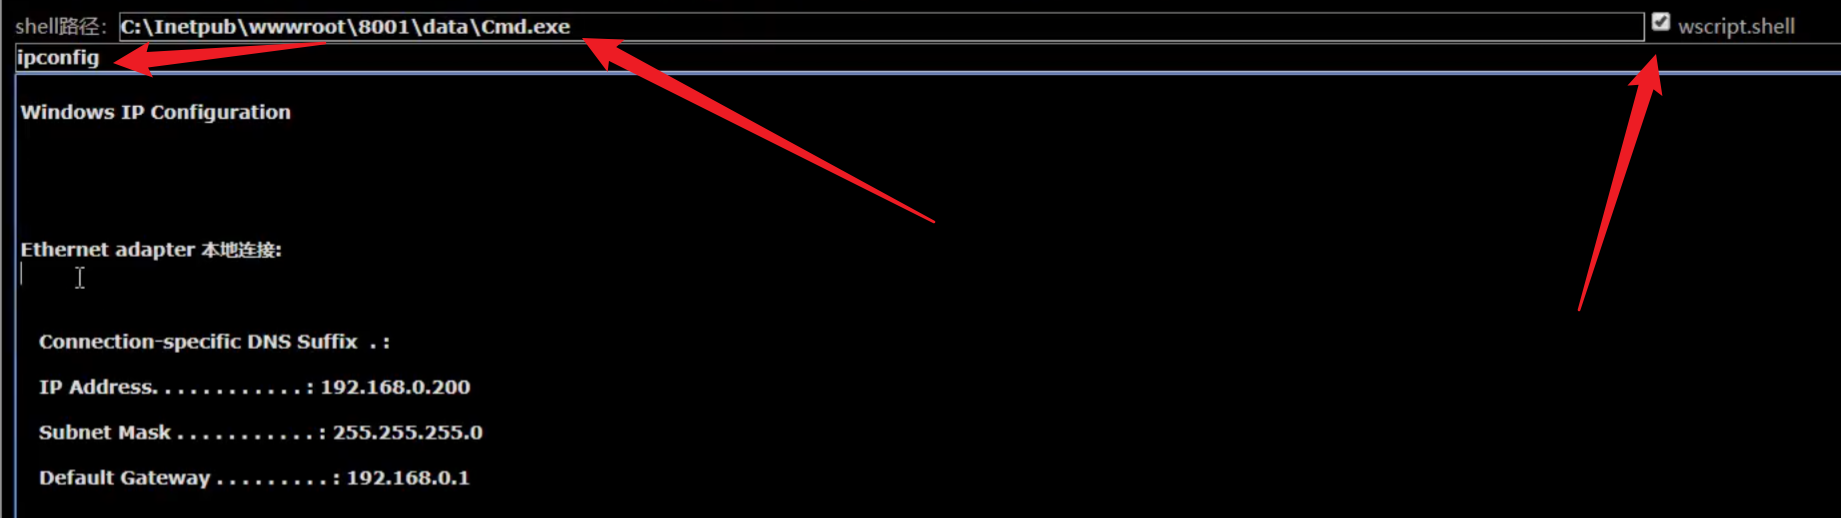 shell路径: C:\Inetpub\wwwroot\8001\data\Cmd.exe wscript.shell
ipconfig
Windows IP Configuration
Ethernet adapter 本地连接:
Connection-specific DNS Suffix . :
IP Address. . . . . . . . . . . . : 192.168.0.200
Subnet Mask . . . . . . . . . . . : 255.255.255.0
Default Gateway . . . . . . . . . : 192.168.0.1